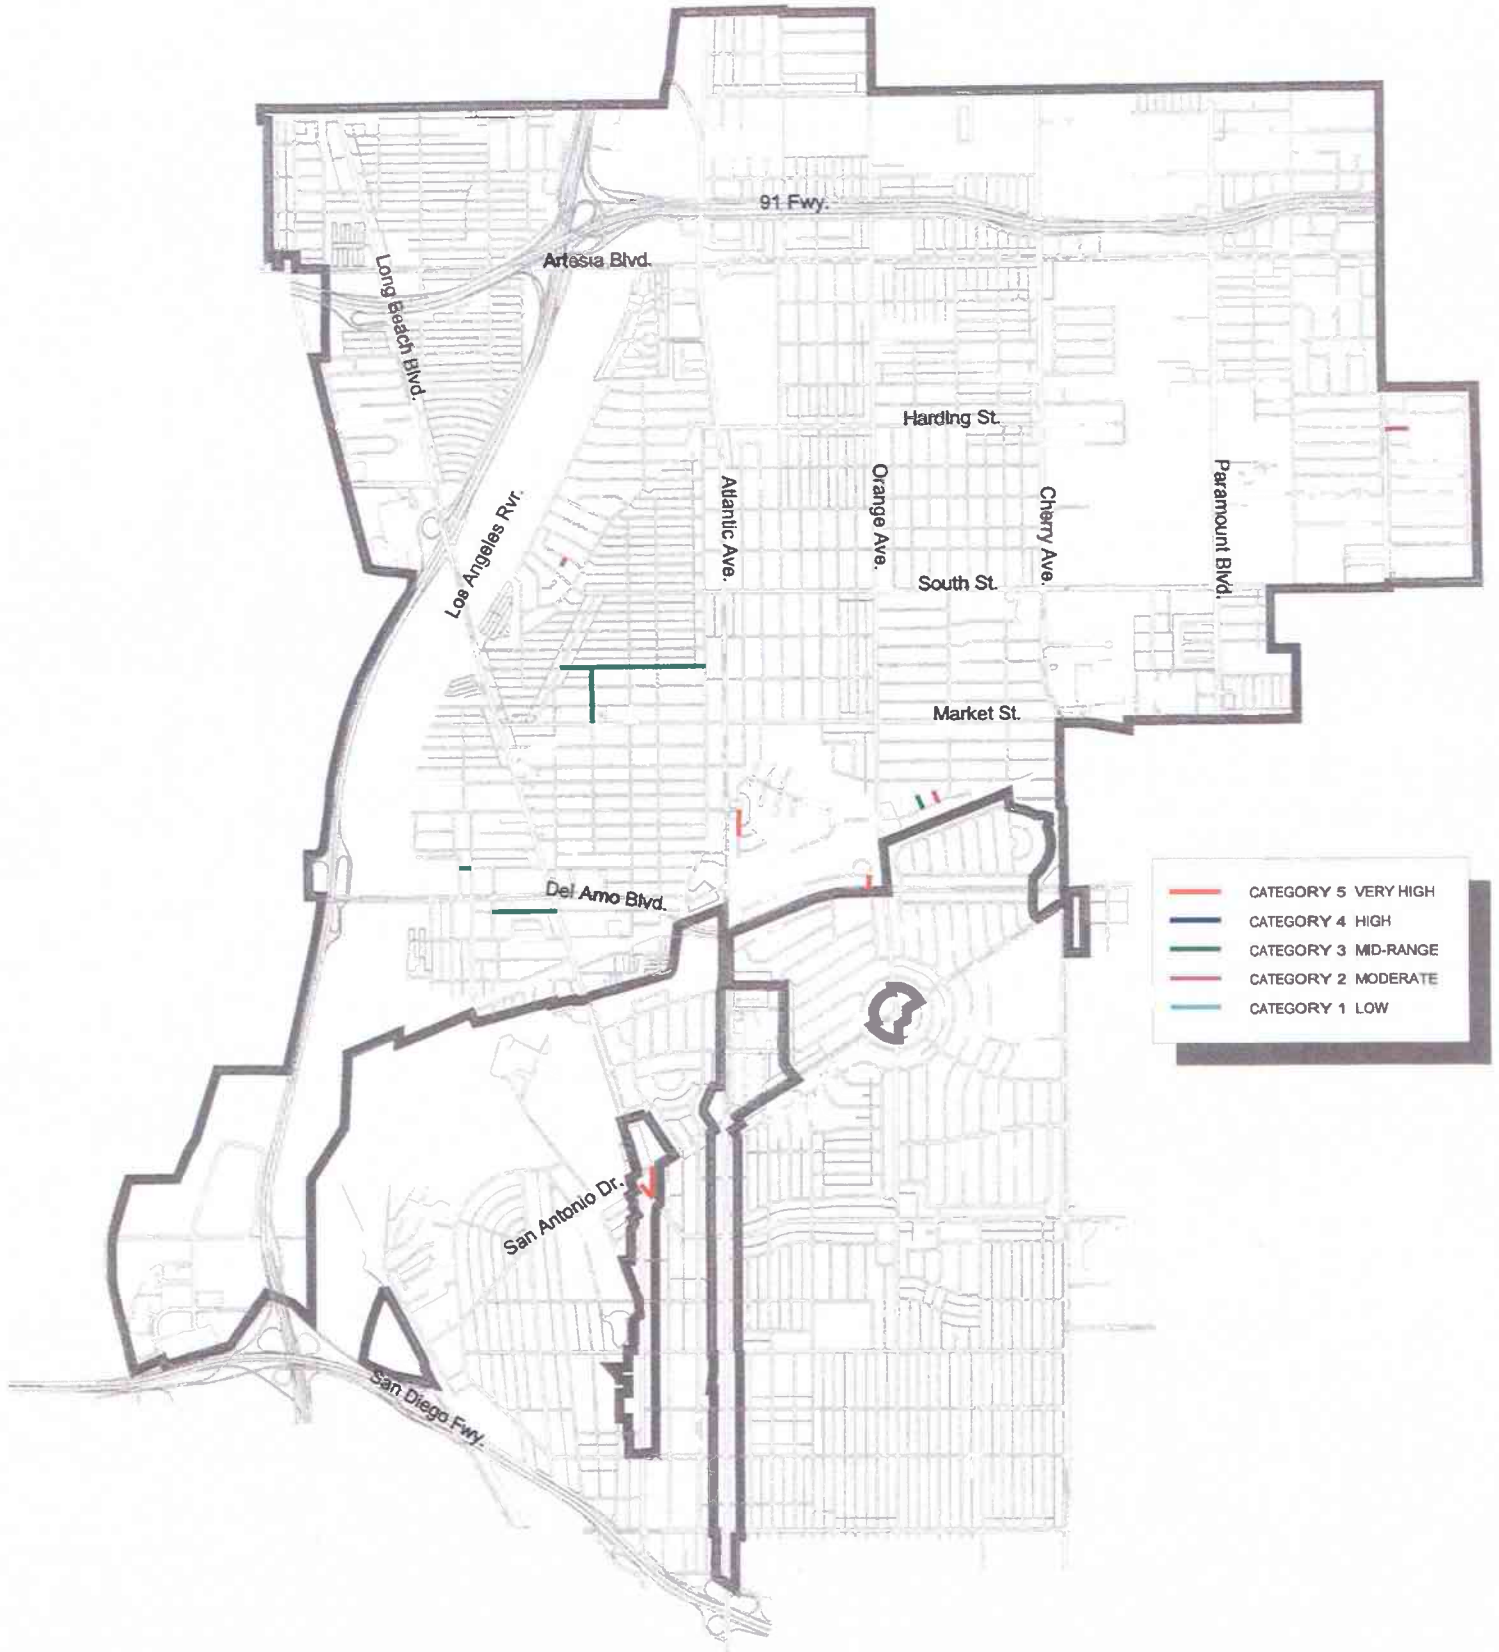 91 Fwy.
Artesia Blvd.
Long Beach Blvd.
Harding St.
Los Angeles Rvr.
Atlantic Ave.
Orange Ave.
Cherry Ave.
Paramount Blvd.
South St.
Market St.
Del Amo Blvd.
CATEGORY 5 VERY HIGH
CATEGORY 4 HIGH
CATEGORY 3 MID-RANGE
CATEGORY 2 MODERATE
CATEGORY 1 LOW
San Antonio Dr.
San Diego Fwy.